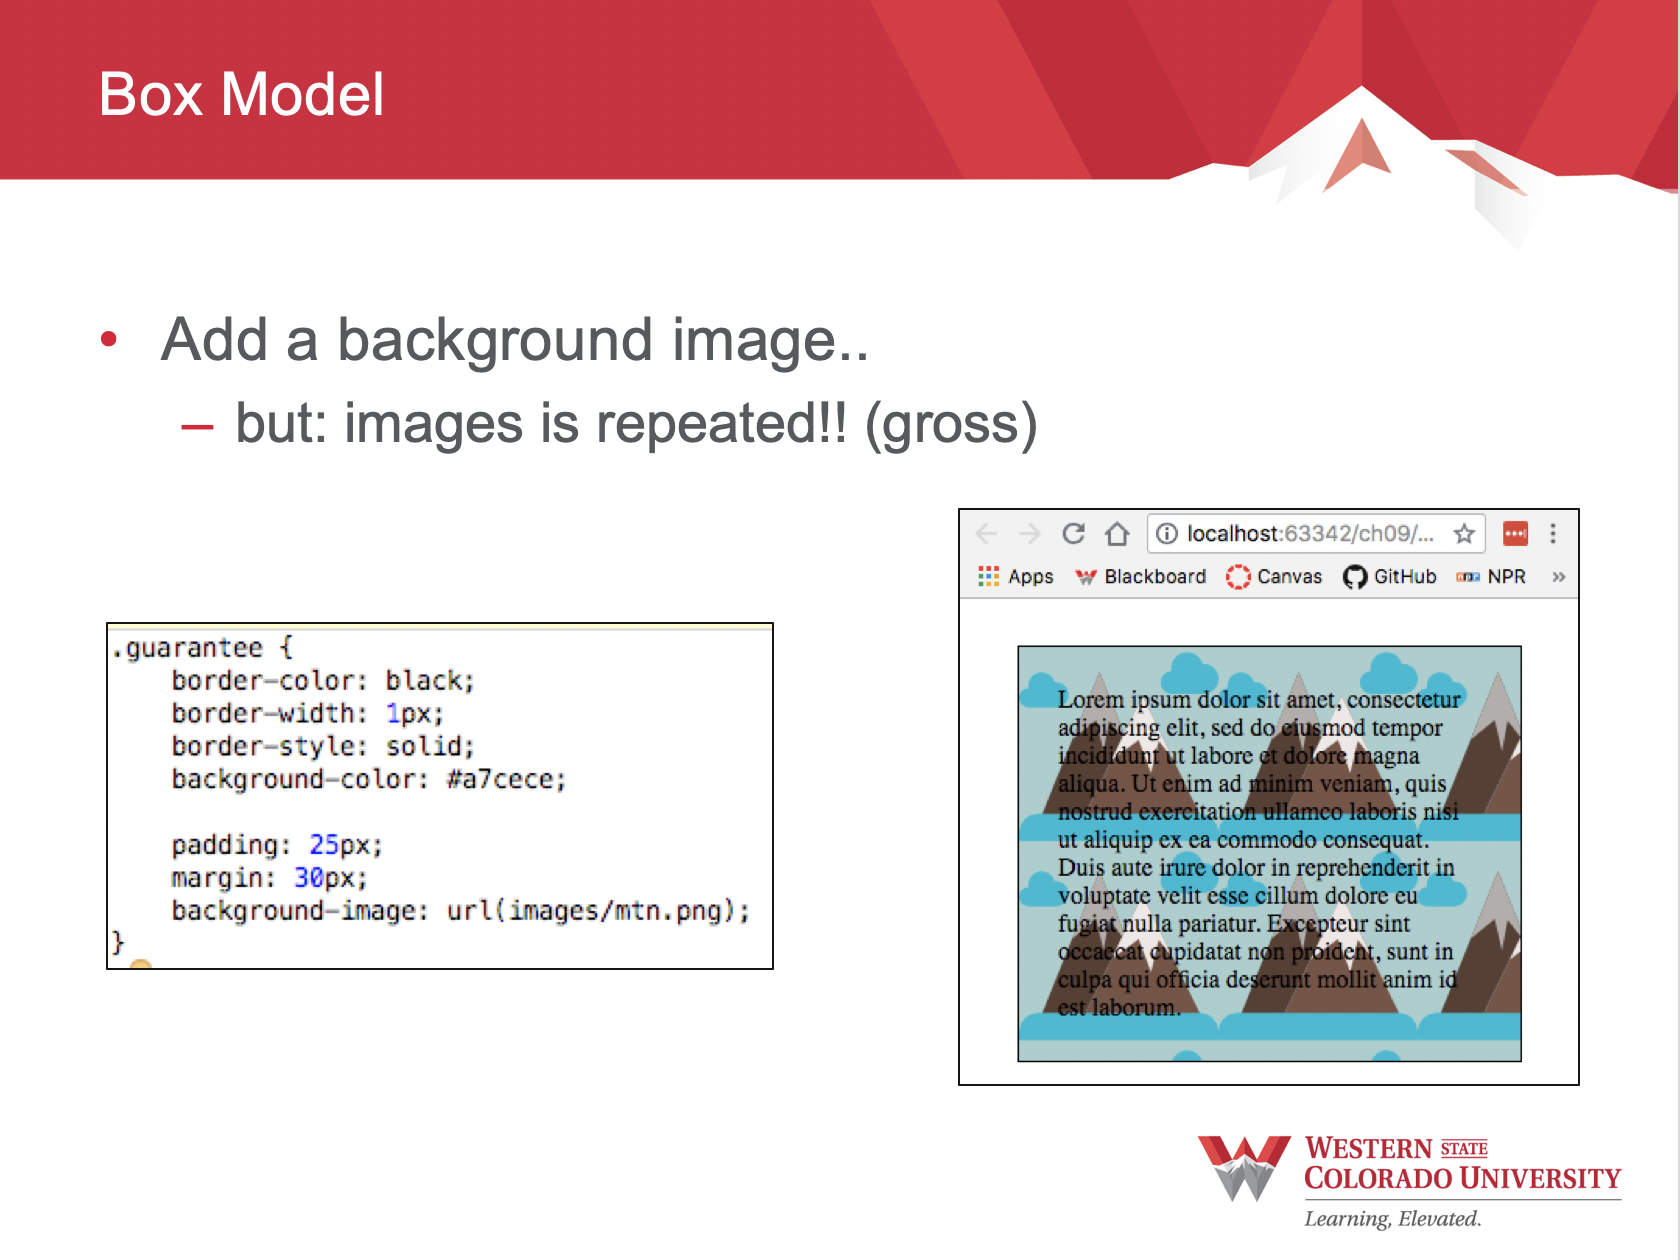 Box Model
• Add a background image..
– but: images is repeated!! (gross)
.guarantee {
    border-color: black;
    border-width: 1px;
    border-style: solid;
    background-color: #a7cece;
    padding: 25px;
    margin: 30px;
    background-image: url(images/mtn.png);
}
localhost:63342/ch09/...
Apps Blackboard Canvas GitHub NPR »
Lorem ipsum dolor sit amet, consectetur
adipiscing elit, sed do eiusmod tempor
incididunt ut labore et dolore magna
aliqua. Ut enim ad minim veniam, quis
nostrud exercitation ullamco laboris nisi
ut aliquip ex ea commodo consequat.
Duis aute irure dolor in reprehenderit in
voluptate velit esse cillum dolore eu
fugiat nulla pariatur. Excepteur sint
occaecat cupidatat non proident, sunt in
culpa qui officia deserunt mollit anim id
est laborum.
WESTERN STATE
COLORADO UNIVERSITY
Learning, Elevated.